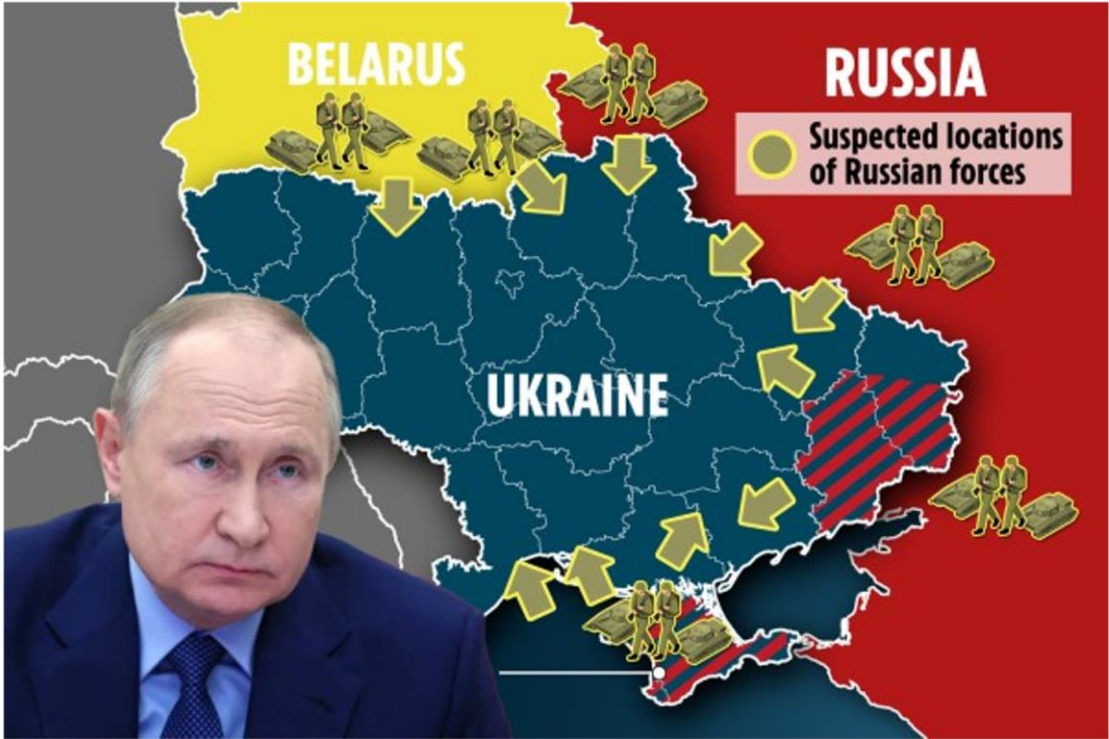 BELARUS
RUSSIA
Suspected locations
of Russian forces
UKRAINE